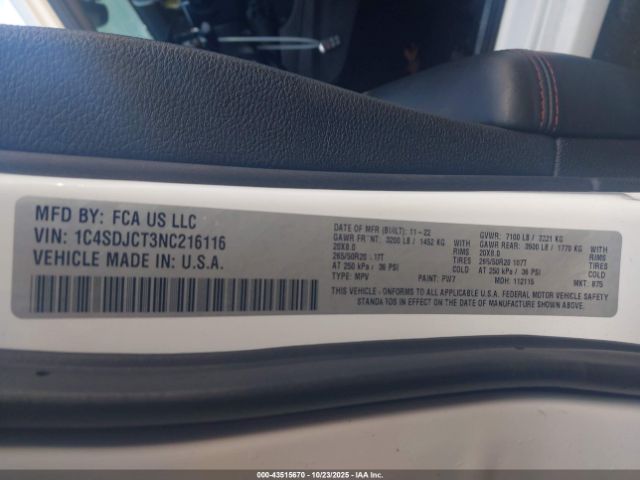 MFD BY: FCA US LLC
VIN: 1C4SDJCT3NC216116
VEHICLE MADE IN: U.S.A.
DATE OF MFR (BUILT): 11-22
GAWR FRONT: 3200 LB / 1452 KG
20X8.0
265/50R20 107T
AT 250 kPa / 36 PSI
TYPE: MPV PAINT: PW7
WITH
RIMS
TIRES
COLD
GVWR: 7100 LB / 3221 KG
GAWR REAR: 3900 LB / 1770 KG
20X8.0
265/50R20 107T
AT 250 kPa / 36 PSI
MDH: 112115
WITH
RIMS
TIRES
COLD
MKT: 875
THIS VEHICLE CONFORMS TO ALL APPLICABLE U.S.A. FEDERAL MOTOR VEHICLE SAFETY
STANDARDS IN EFFECT ON THE DATE OF MANUFACTURE SHOWN ABOVE.
000-43515670 - 10/23/2025 - IAAI.COM